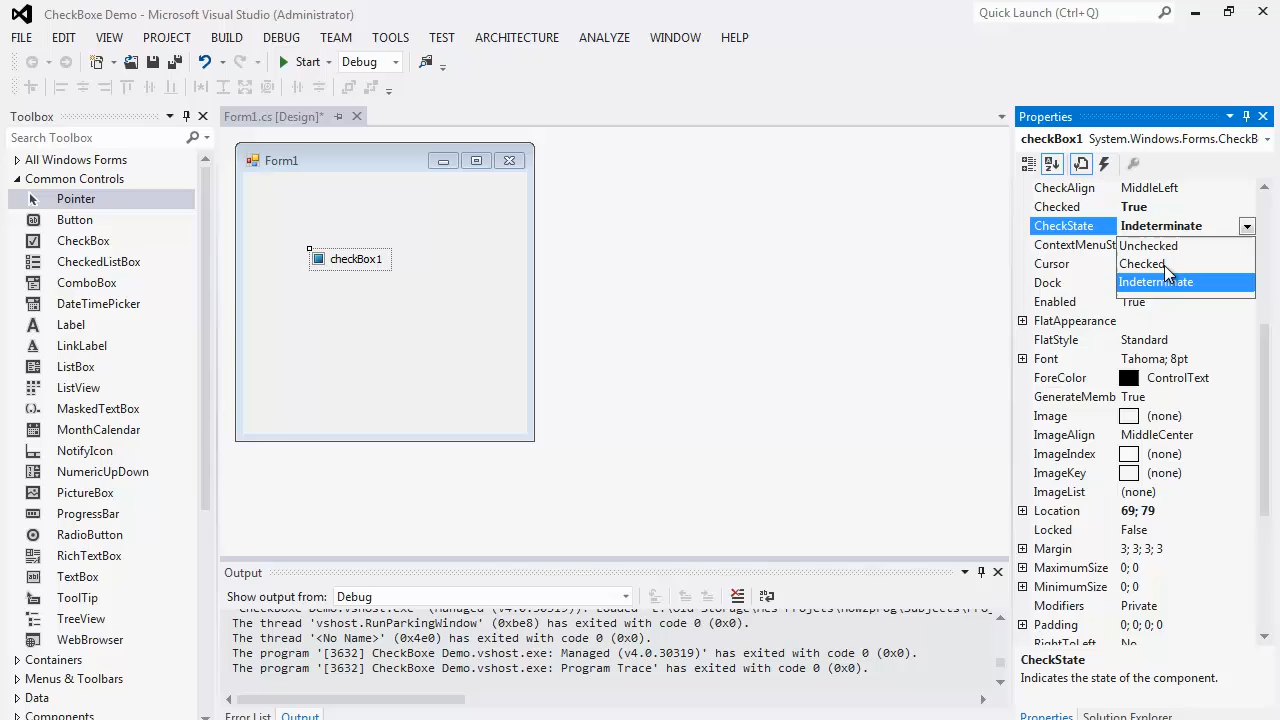 CheckBoxe Demo - Microsoft Visual Studio (Administrator)
Quick Launch (Ctrl+Q)
FILE EDIT VIEW PROJECT BUILD DEBUG TEAM TOOLS TEST ARCHITECTURE ANALYZE WINDOW HELP
Start Debug
Toolbox
Search Toolbox
All Windows Forms
Common Controls
Pointer
Button
CheckBox
CheckedListBox
ComboBox
DateTimePicker
Label
LinkLabel
ListBox
ListView
MaskedTextBox
MonthCalendar
NotifyIcon
NumericUpDown
PictureBox
ProgressBar
RadioButton
RichTextBox
TextBox
ToolTip
TreeView
WebBrowser
Containers
Menus & Toolbars
Data
Components
Form1.cs [Design]*
Form1
checkBox1
Output
Show output from: Debug
The thread 'vshost.RunParkingWindow' (0xbe8) has exited with code 0 (0x0).
The thread '<No Name>' (0x4e0) has exited with code 0 (0x0).
The program '[3632] CheckBoxe Demo.vshost.exe: Managed (v4.0.30319)' has exited with code 0 (0x0).
The program '[3632] CheckBoxe Demo.vshost.exe: Program Trace' has exited with code 0 (0x0).
Error List Output
Properties
checkBox1 System.Windows.Forms.CheckB
CheckAlign MiddleLeft
Checked True
CheckState Indeterminate
ContextMenuSt Unchecked
Cursor Checked
Dock Indeterminate
Enabled True
FlatAppearance
FlatStyle Standard
Font Tahoma; 8pt
ForeColor ControlText
GenerateMemb True
Image (none)
ImageAlign MiddleCenter
ImageIndex (none)
ImageKey (none)
ImageList (none)
Location 69; 79
Locked False
Margin 3; 3; 3; 3
MaximumSize 0; 0
MinimumSize 0; 0
Modifiers Private
Padding 0; 0; 0; 0
RightToLeft No
CheckState
Indicates the state of the component.
Properties Solution Explorer